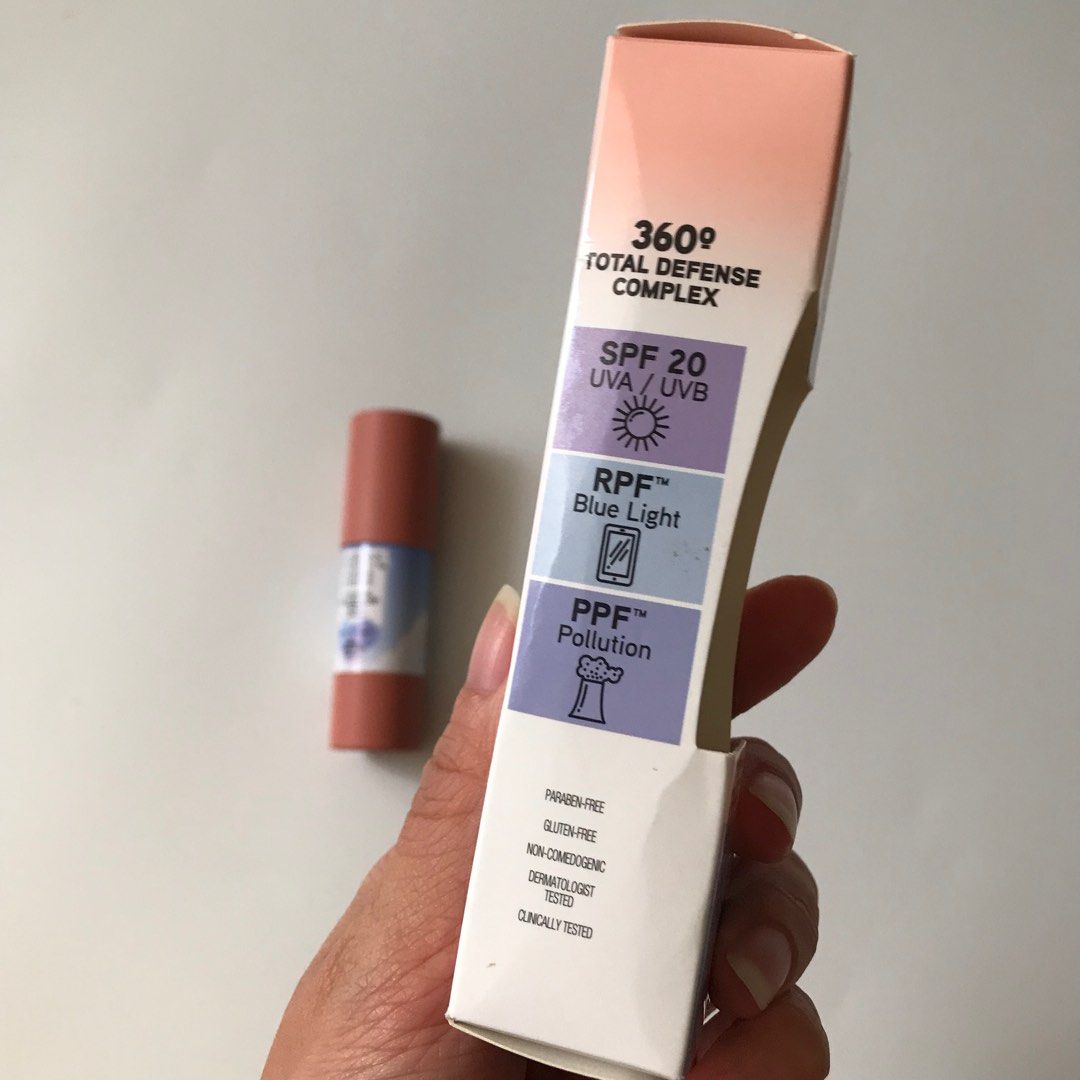 360º
TOTAL DEFENSE
COMPLEX
SPF 20
UVA / UVB
RPF™
Blue Light
PPF™
Pollution
PARABEN-FREE
GLUTEN-FREE
NON-COMEDOGENIC
DERMATOLOGIST
TESTED
CLINICALLY TESTED